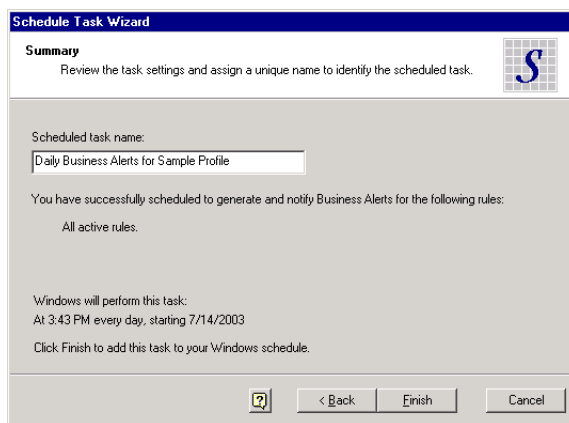 Schedule Task Wizard
Summary
Review the task settings and assign a unique name to identify the scheduled task.
S
Scheduled task name:
Daily Business Alerts for Sample Profile
You have successfully scheduled to generate and notify Business Alerts for the following rules:
All active rules.
Windows will perform this task:
At 3:43 PM every day, starting 7/14/2003
Click Finish to add this task to your Windows schedule.
? < Back Finish Cancel